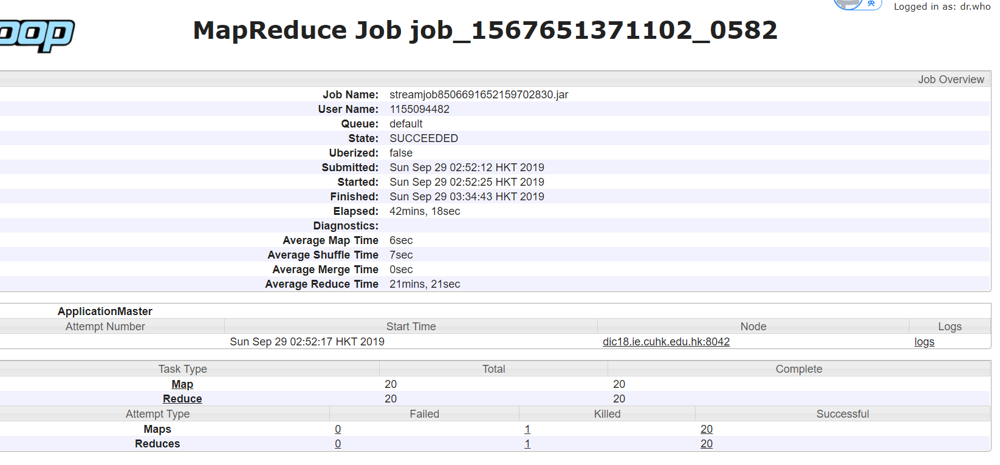 英
Logged in as: dr.who
oop
MapReduce Job job_1567651371102_0582
Job Overview
Job Name: streamjob8506691652159702830.jar
User Name: 1155094482
Queue: default
State: SUCCEEDED
Uberized: false
Submitted: Sun Sep 29 02:52:12 HKT 2019
Started: Sun Sep 29 02:52:25 HKT 2019
Finished: Sun Sep 29 03:34:43 HKT 2019
Elapsed: 42mins, 18sec
Diagnostics:
Average Map Time 6sec
Average Shuffle Time 7sec
Average Merge Time 0sec
Average Reduce Time 21mins, 21sec
ApplicationMaster
Attempt Number Start Time Node Logs
Sun Sep 29 02:52:17 HKT 2019 dic18.ie.cuhk.edu.hk:8042 logs
Task Type Total Complete
Map 20 20
Reduce 20 20
Attempt Type Failed Killed Successful
Maps 0 1 20
Reduces 0 1 20